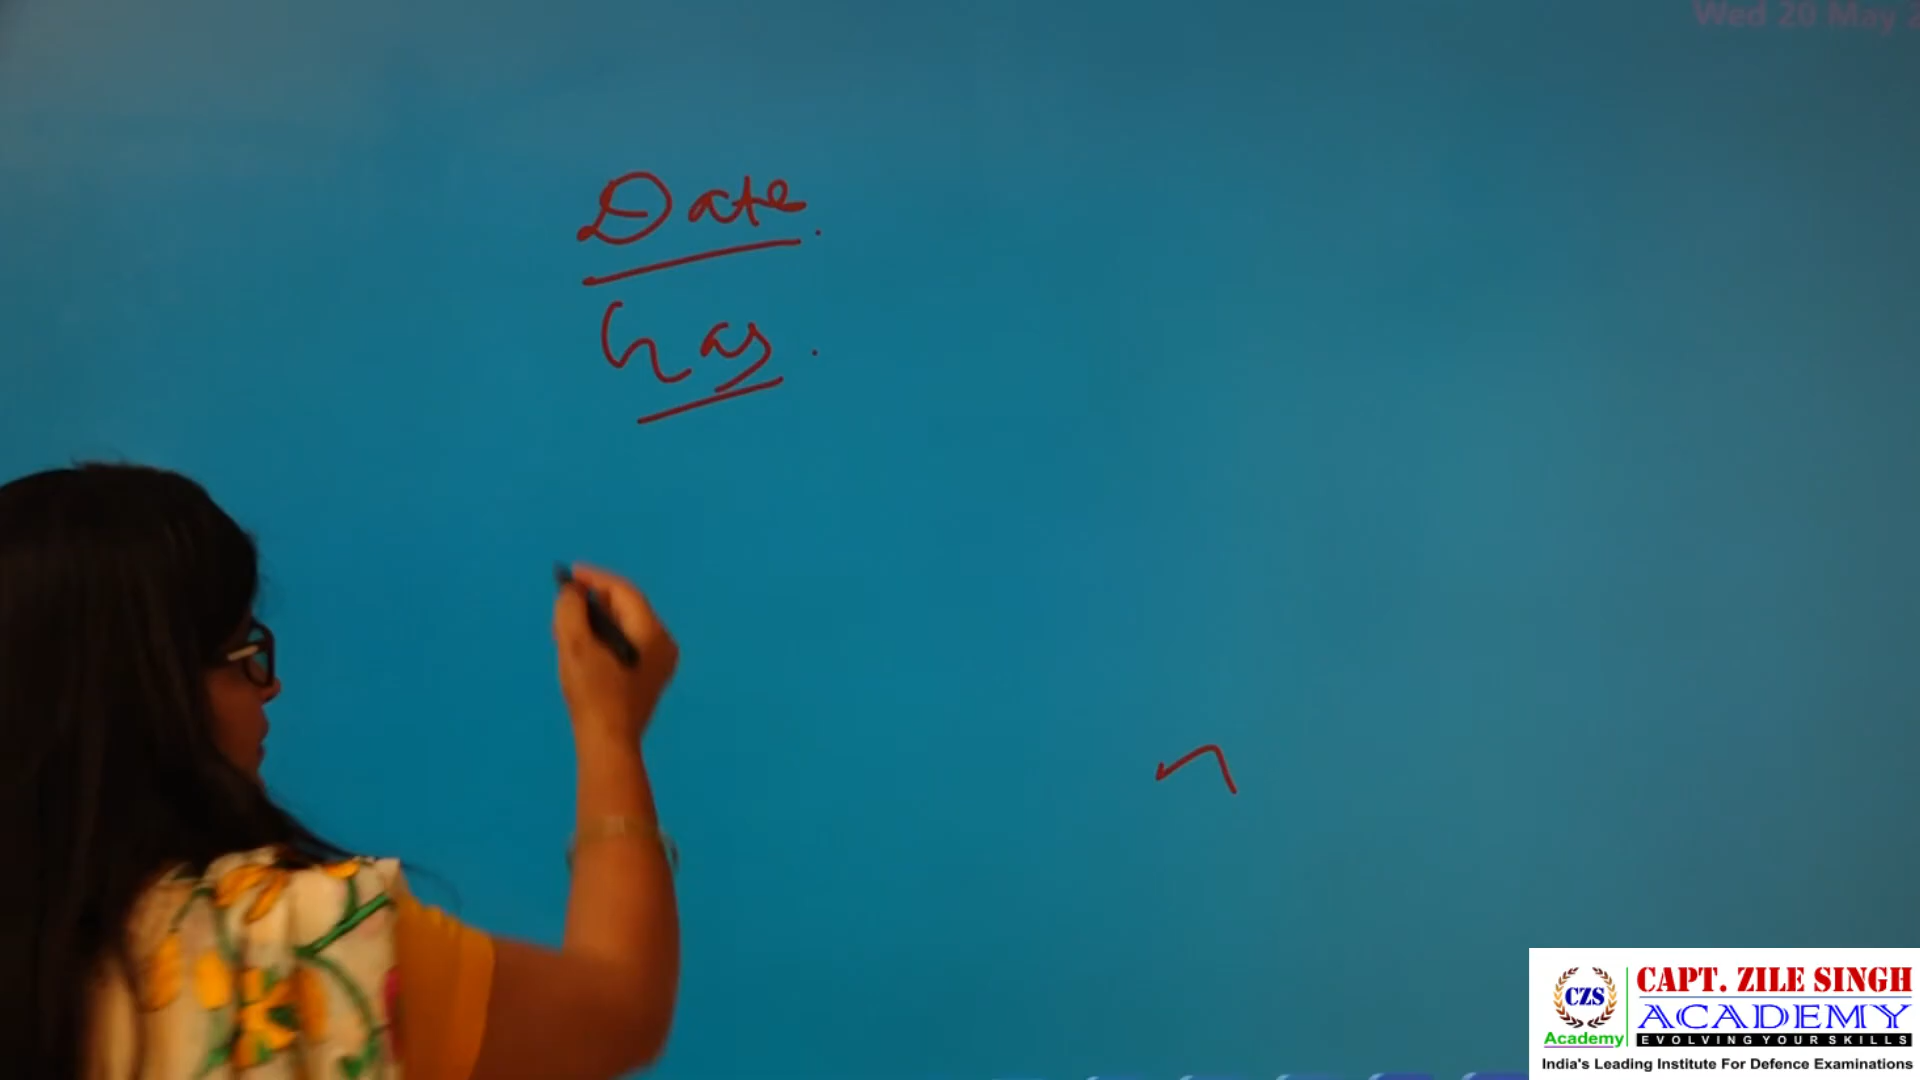 Wed 20 May
Date.
Gas.
CZS
Academy
CAPT. ZILE SINGH
ACADEMY
EVOLVING YOUR SKILLS
India's Leading Institute For Defence Examinations